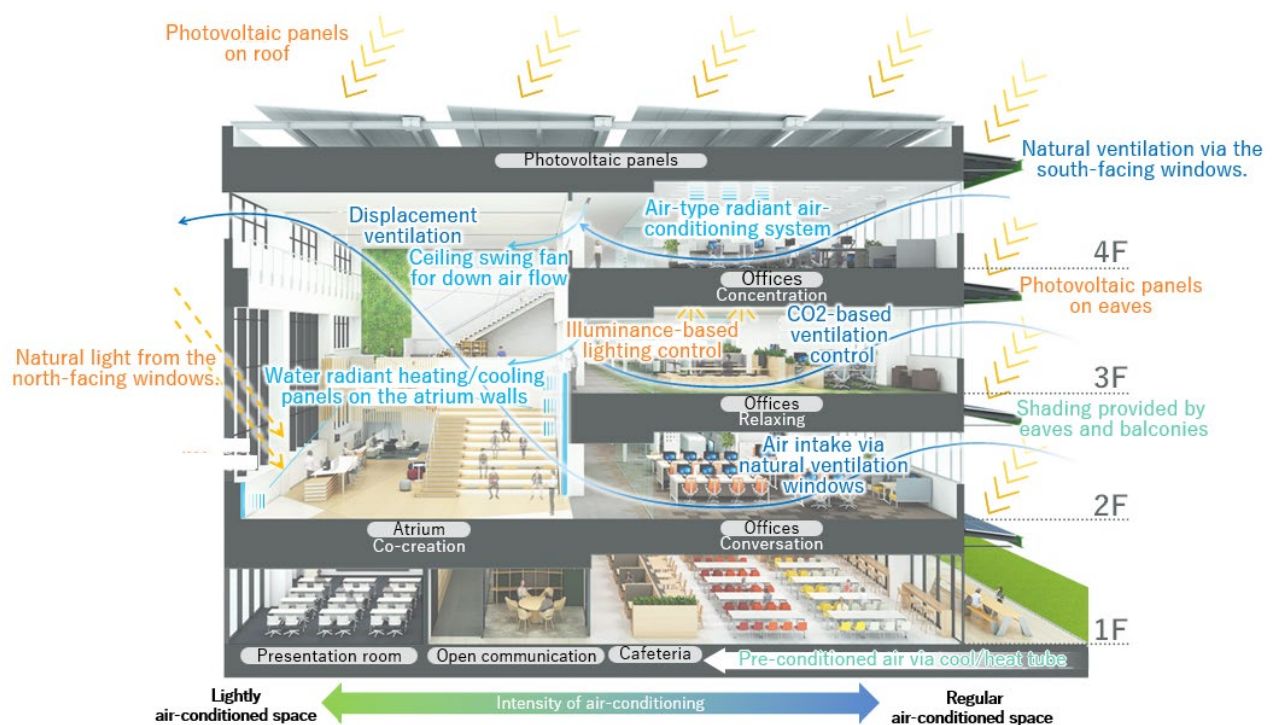 Photovoltaic panels
on roof
Photovoltaic panels
Natural ventilation via the
south-facing windows.
Displacement
ventilation
Air-type radiant air-
conditioning system
Ceiling swing fan
for down air flow
4F
Offices
Concentration
Photovoltaic panels
on eaves
CO2-based
ventilation
control
Illuminance-based
lighting control
Natural light from the
north-facing windows.
Water radiant heating/cooling
panels on the atrium walls
3F
Offices
Relaxing
Shading provided by
eaves and balconies
Air intake via
natural ventilation
windows
2F
Atrium
Co-creation
Offices
Conversation
1F
Presentation room
Open communication
Cafeteria
Pre-conditioned air via cool/heat tube
Lightly
air-conditioned space
Intensity of air-conditioning
Regular
air-conditioned space